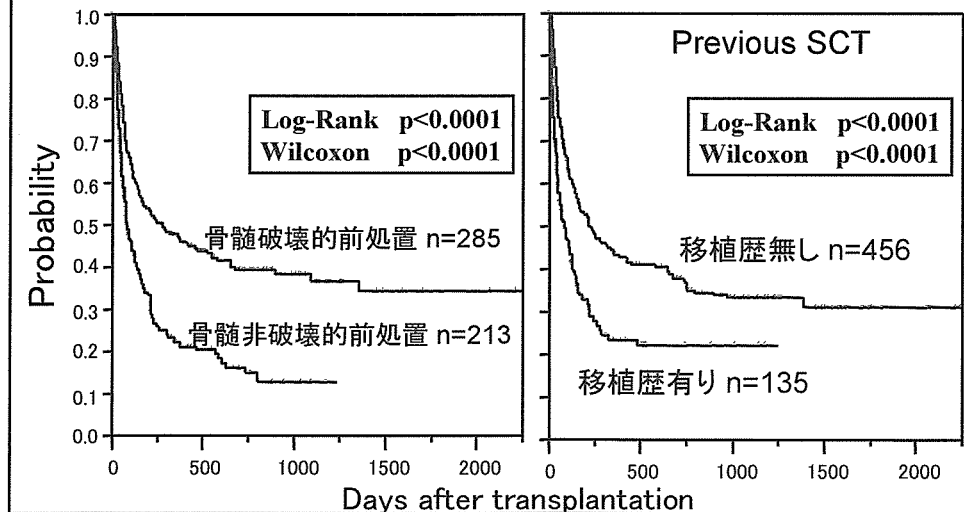 Probability
1.0
0.9
0.8
0.7
0.6
0.5
0.4
0.3
0.2
0.1
0.0
Log-Rank p<0.0001
Wilcoxon p<0.0001
骨髄破壊的前処置 n=285
骨髄非破壊的前処置 n=213
0 500 1000 1500 2000
Previous SCT
Log-Rank p<0.0001
Wilcoxon p<0.0001
移植歴無し n=456
移植歴有り n=135
0 500 1000 1500 2000
Days after transplantation